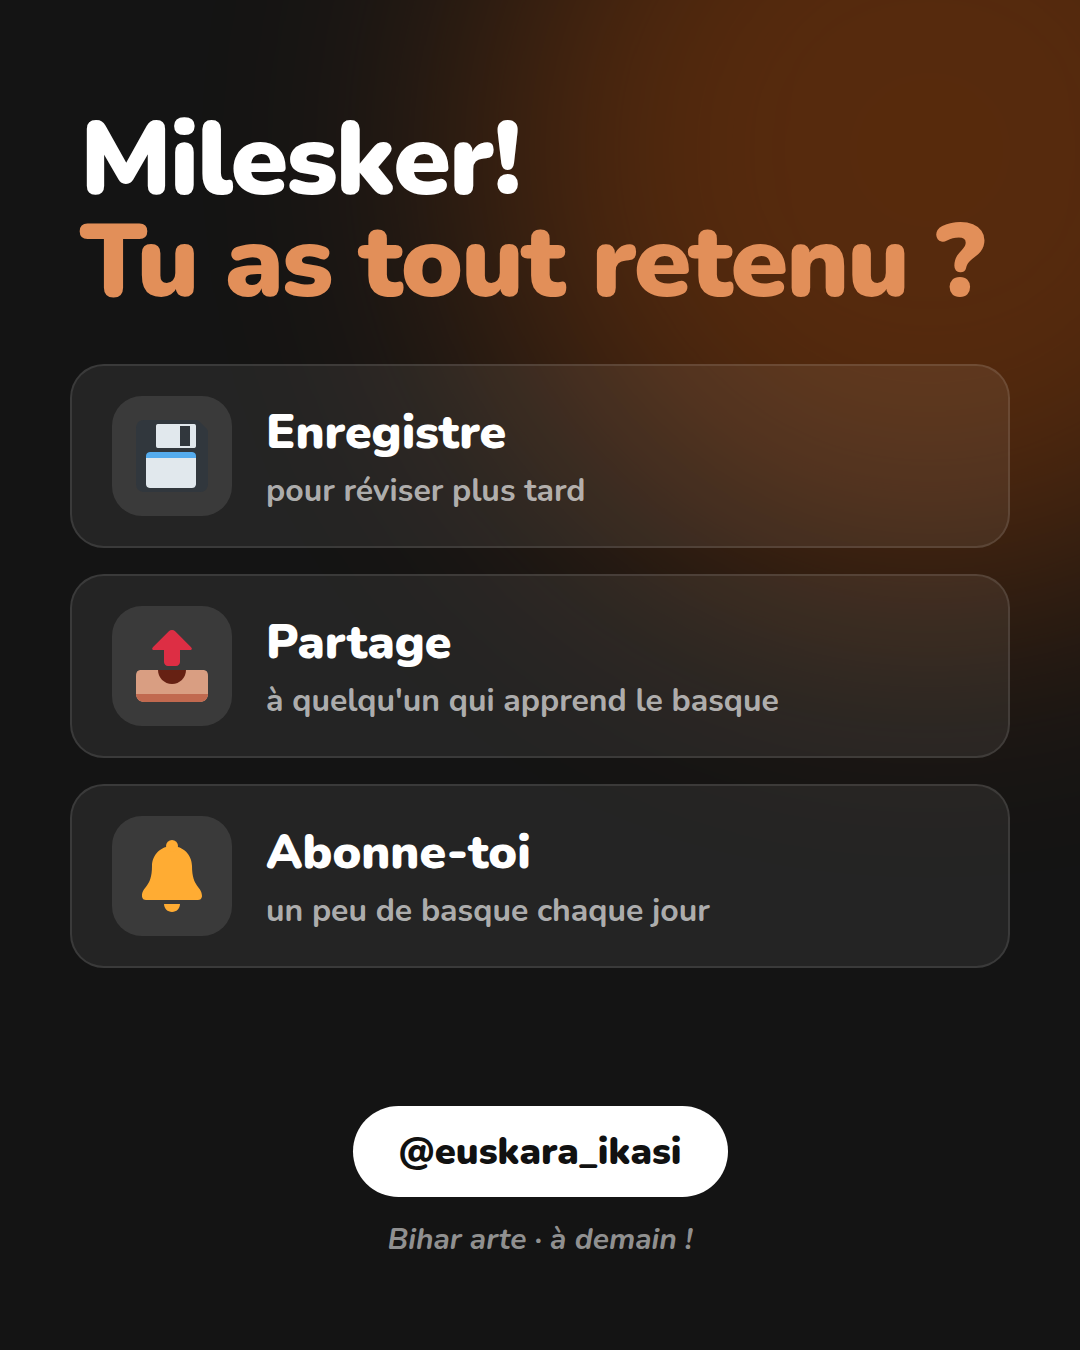 Milesker!
Tu as tout retenu ?
Enregistre
pour réviser plus tard
Partage
à quelqu'un qui apprend le basque
Abonne-toi
un peu de basque chaque jour
@euskara_ikasi
Bihar arte · à demain !